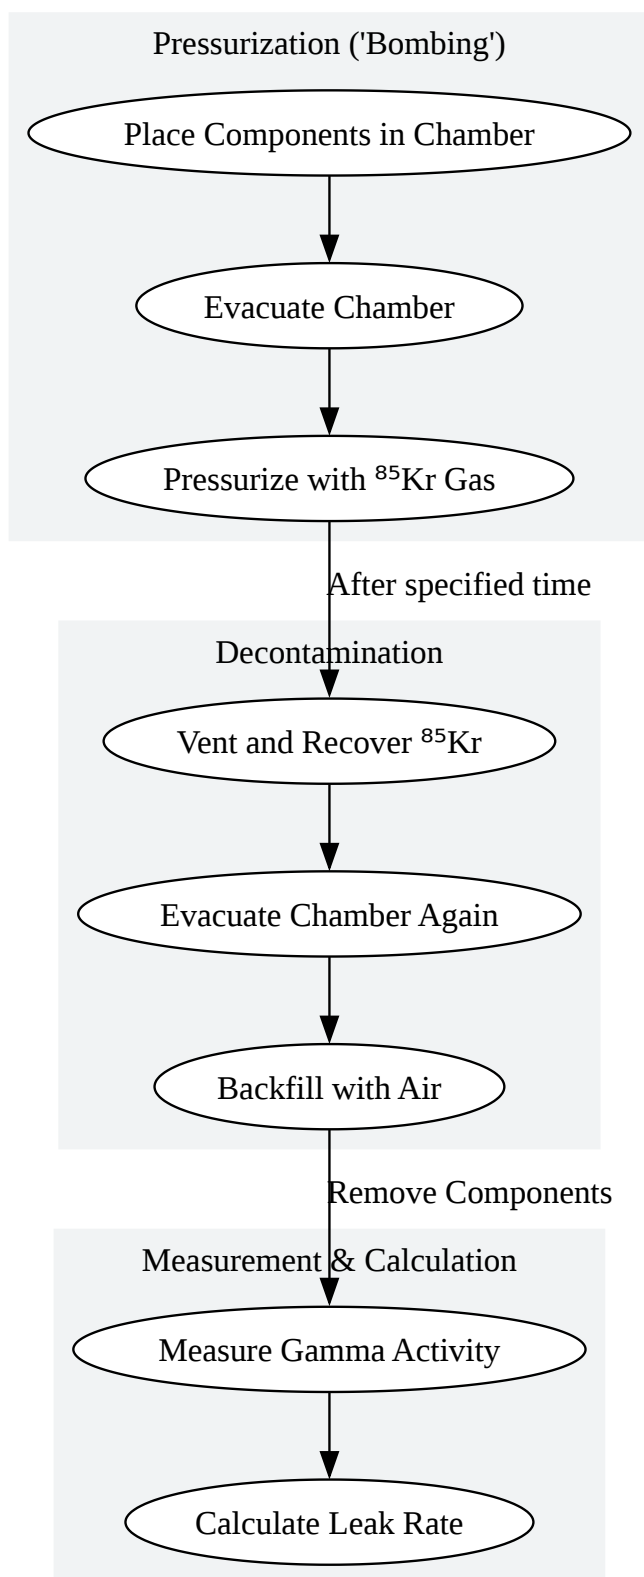 Pressurization ('Bombing')
Place Components in Chamber
Evacuate Chamber
Pressurize with ⁸⁵Kr Gas
After specified time
Decontamination
Vent and Recover ⁸⁵Kr
Evacuate Chamber Again
Backfill with Air
Remove Components
Measurement & Calculation
Measure Gamma Activity
Calculate Leak Rate